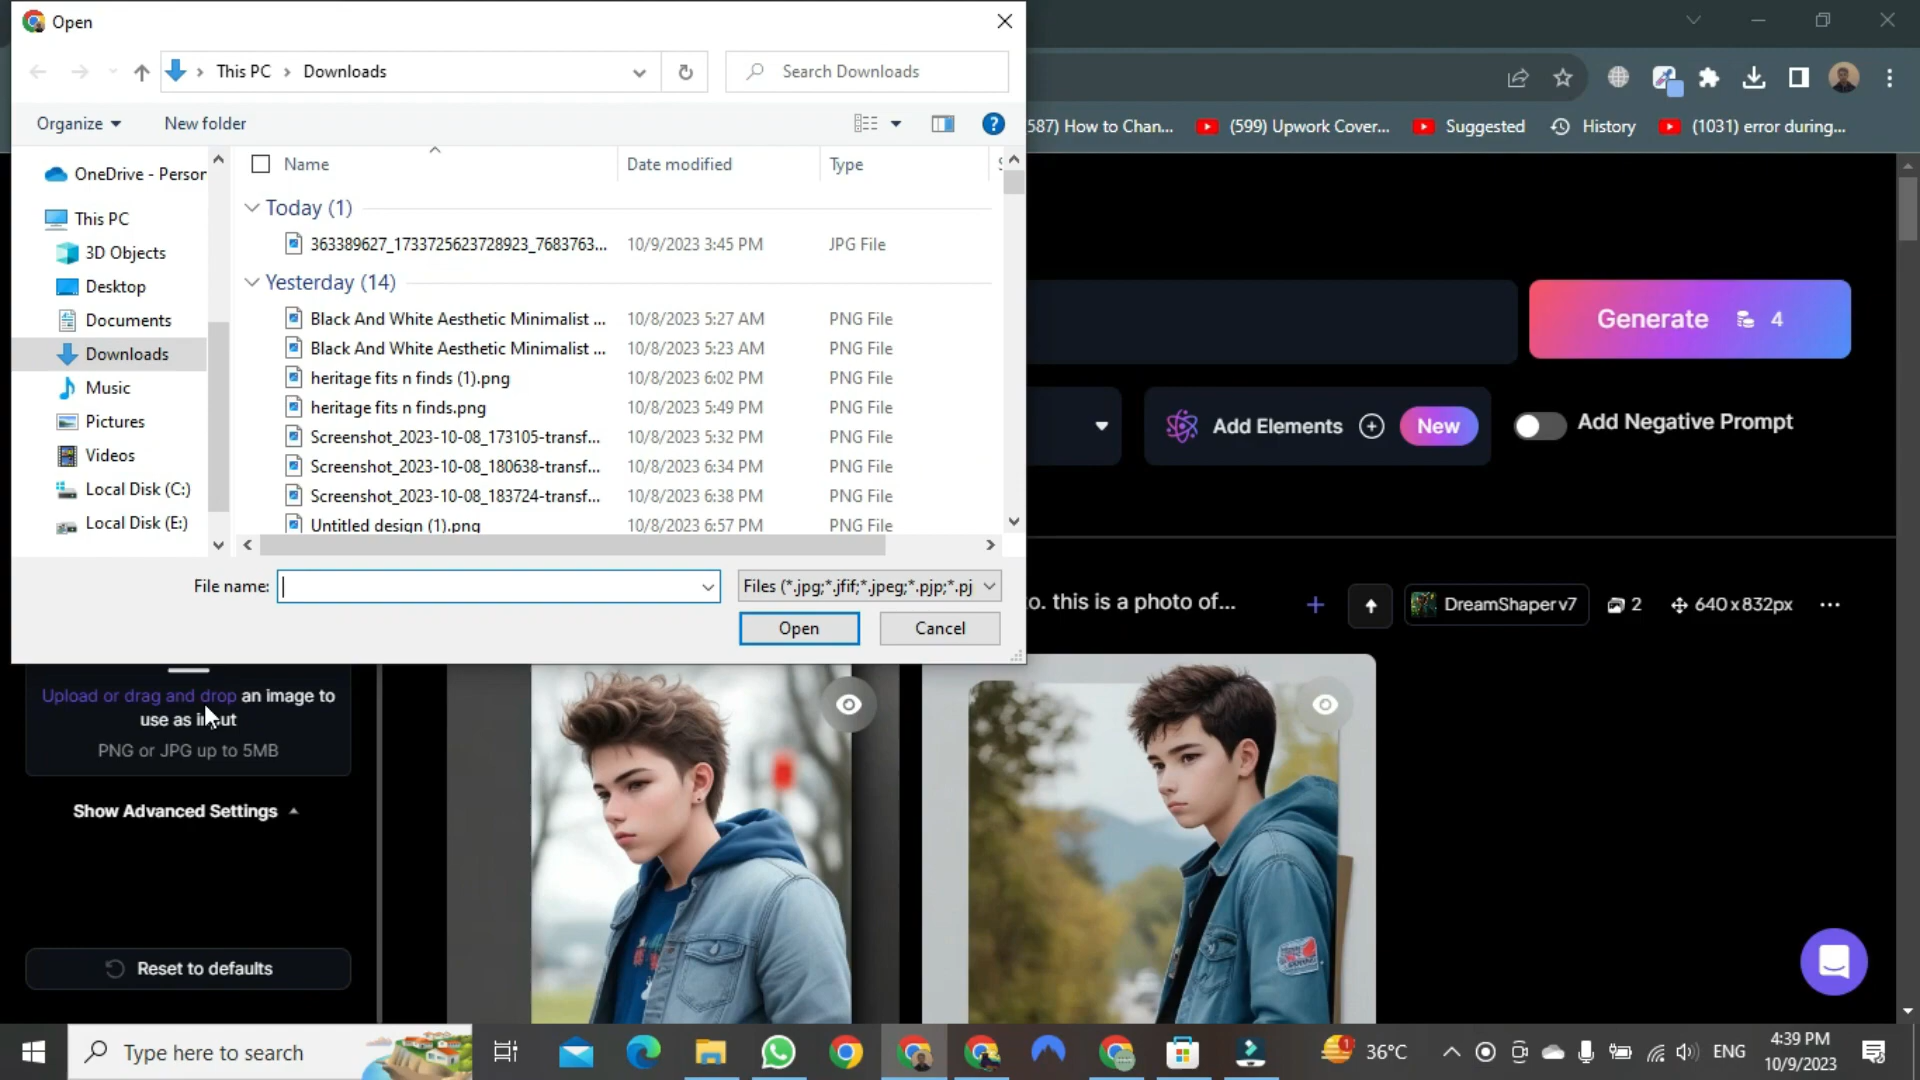 Open
This PC > Downloads
Search Downloads
Organize
New folder
587) How to Chan...
(599) Upwork Cover...
Suggested
History
(1031) error during...
OneDrive - Person
This PC
3D Objects
Desktop
Documents
Downloads
Music
Pictures
Videos
Local Disk (C:)
Local Disk (E:)
Name Date modified Type
Today (1)
363389627_1733725623728923_7683763... 10/9/2023 3:45 PM JPG File
Yesterday (14)
Black And White Aesthetic Minimalist ... 10/8/2023 5:27 AM PNG File
Black And White Aesthetic Minimalist ... 10/8/2023 5:23 AM PNG File
heritage fits n finds (1).png 10/8/2023 6:02 PM PNG File
heritage fits n finds.png 10/8/2023 5:49 PM PNG File
Screenshot_2023-10-08_173105-transf... 10/8/2023 5:32 PM PNG File
Screenshot_2023-10-08_180638-transf... 10/8/2023 6:34 PM PNG File
Screenshot_2023-10-08_183724-transf... 10/8/2023 6:38 PM PNG File
Untitled design (1).png 10/8/2023 6:57 PM PNG File
File name:
Files (*.jpg;*.jfif;*.jpeg;*.pjp;*.pj
Open
Cancel
Generate 4
Add Elements
New
Add Negative Prompt
o. this is a photo of...
DreamShaper v7
2
640 x 832px
Upload or drag and drop an image to
use as input
PNG or JPG up to 5MB
Show Advanced Settings
Reset to defaults
Type here to search
1
36°C
ENG
4:39 PM
10/9/2023